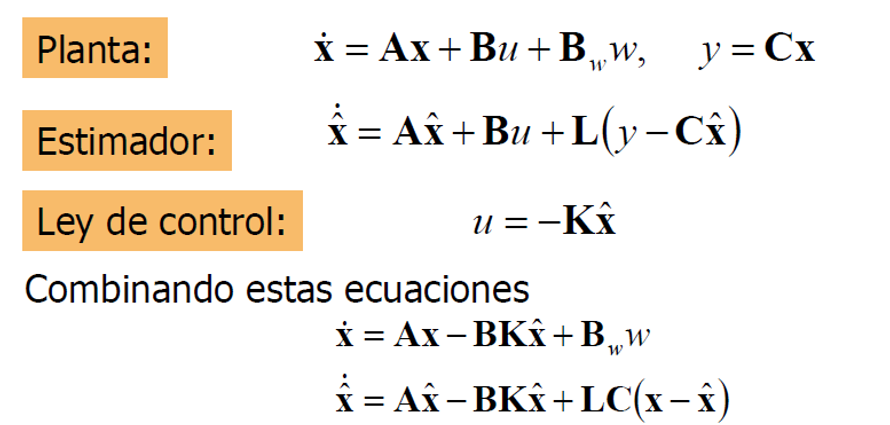 Planta: ẋ = Ax + Bu + B_w w, y = Cx
Estimador: x̂̇ = Ax̂ + Bu + L(y − Cx̂)
Ley de control: u = −Kx̂
Combinando estas ecuaciones
ẋ = Ax − BKx̂ + B_w w
x̂̇ = Ax̂ − BKx̂ + LC(x − x̂)